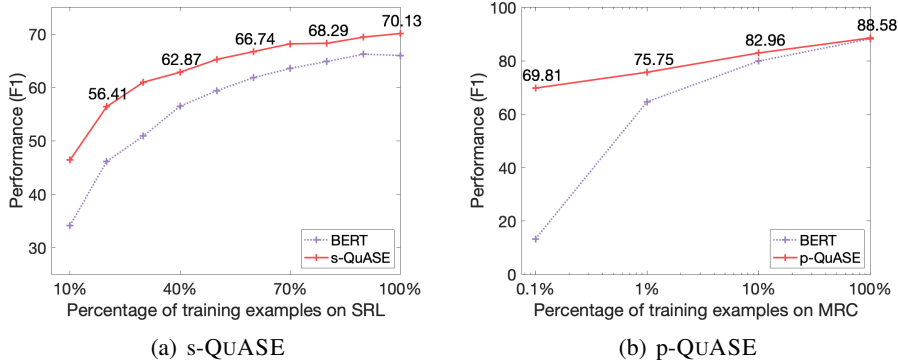 70.13
70
68.29
66.74
62.87
60
56.41
50
40
30
Performance (F1)
BERT
s-QuASE
10%
40%
70%
100%
Percentage of training examples on SRL
(a) s-QUASE
100
88.58
82.96
80
75.75
69.81
60
40
20
0
Performance (F1)
BERT
p-QuASE
0.1%
1%
10%
100%
Percentage of training examples on MRC
(b) p-QUASE